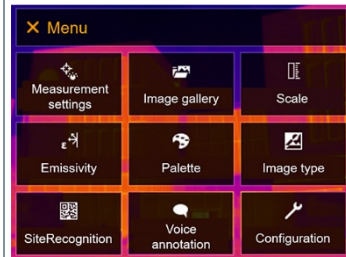 Menu
Measurement
settings
Image gallery
Scale
Emissivity
Palette
Image type
SiteRecognition
Voice
annotation
Configuration